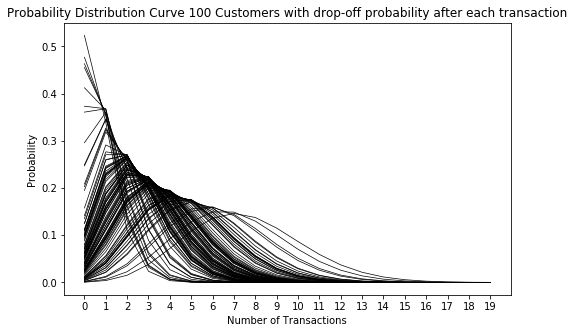 Probability Distribution Curve 100 Customers with drop-off probability after each transaction
0.5
0.4
0.3
0.2
0.1
0.0
Probability
0 1 2 3 4 5 6 7 8 9 10 11 12 13 14 15 16 17 18 19
Number of Transactions